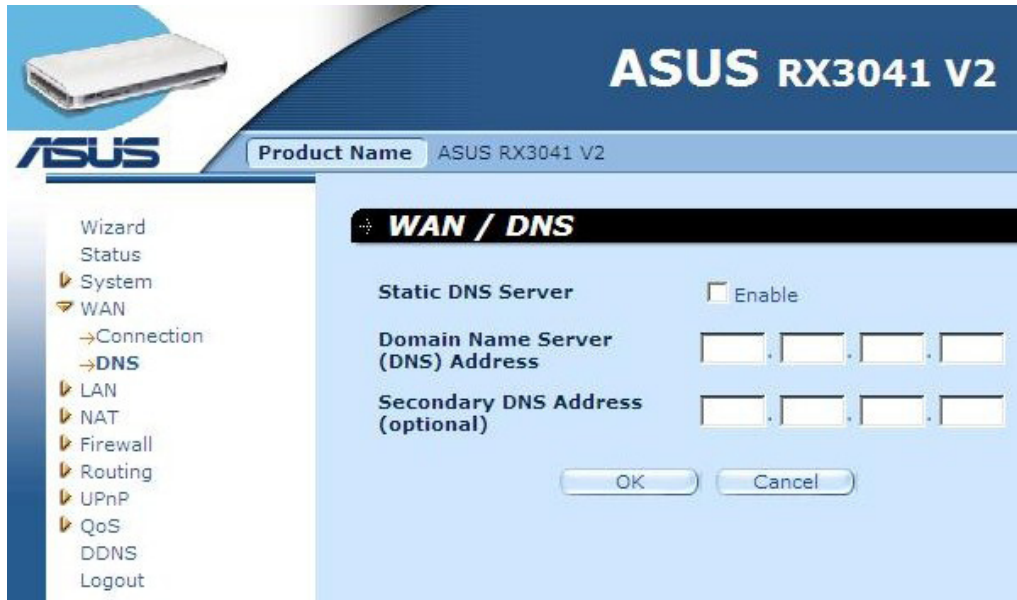 ASUS RX3041 V2
ASUS
Product Name ASUS RX3041 V2
Wizard
Status
System
WAN
Connection
DNS
LAN
NAT
Firewall
Routing
UPnP
QoS
DDNS
Logout
WAN / DNS
Static DNS Server Enable
Domain Name Server
(DNS) Address . . .
Secondary DNS Address
(optional) . . .
OK Cancel